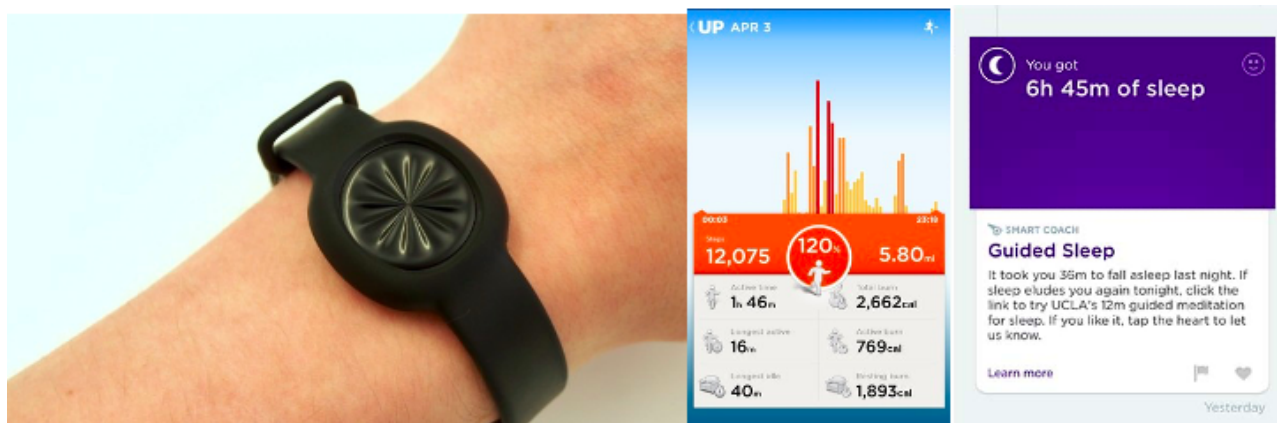 UP APR 3
00:03 23:19
Steps
12,075 120% 5.80mi
Active time Total burn
1h 46m 2,662cal
Longest active Active burn
16m 769cal
Longest idle Resting burn
40m 1,893cal
You got
6h 45m of sleep
SMART COACH
Guided Sleep
It took you 36m to fall asleep last night. If
sleep eludes you again tonight, click the
link to try UCLA's 12m guided meditation
for sleep. If you like it, tap the heart to let
us know.
Learn more
Yesterday